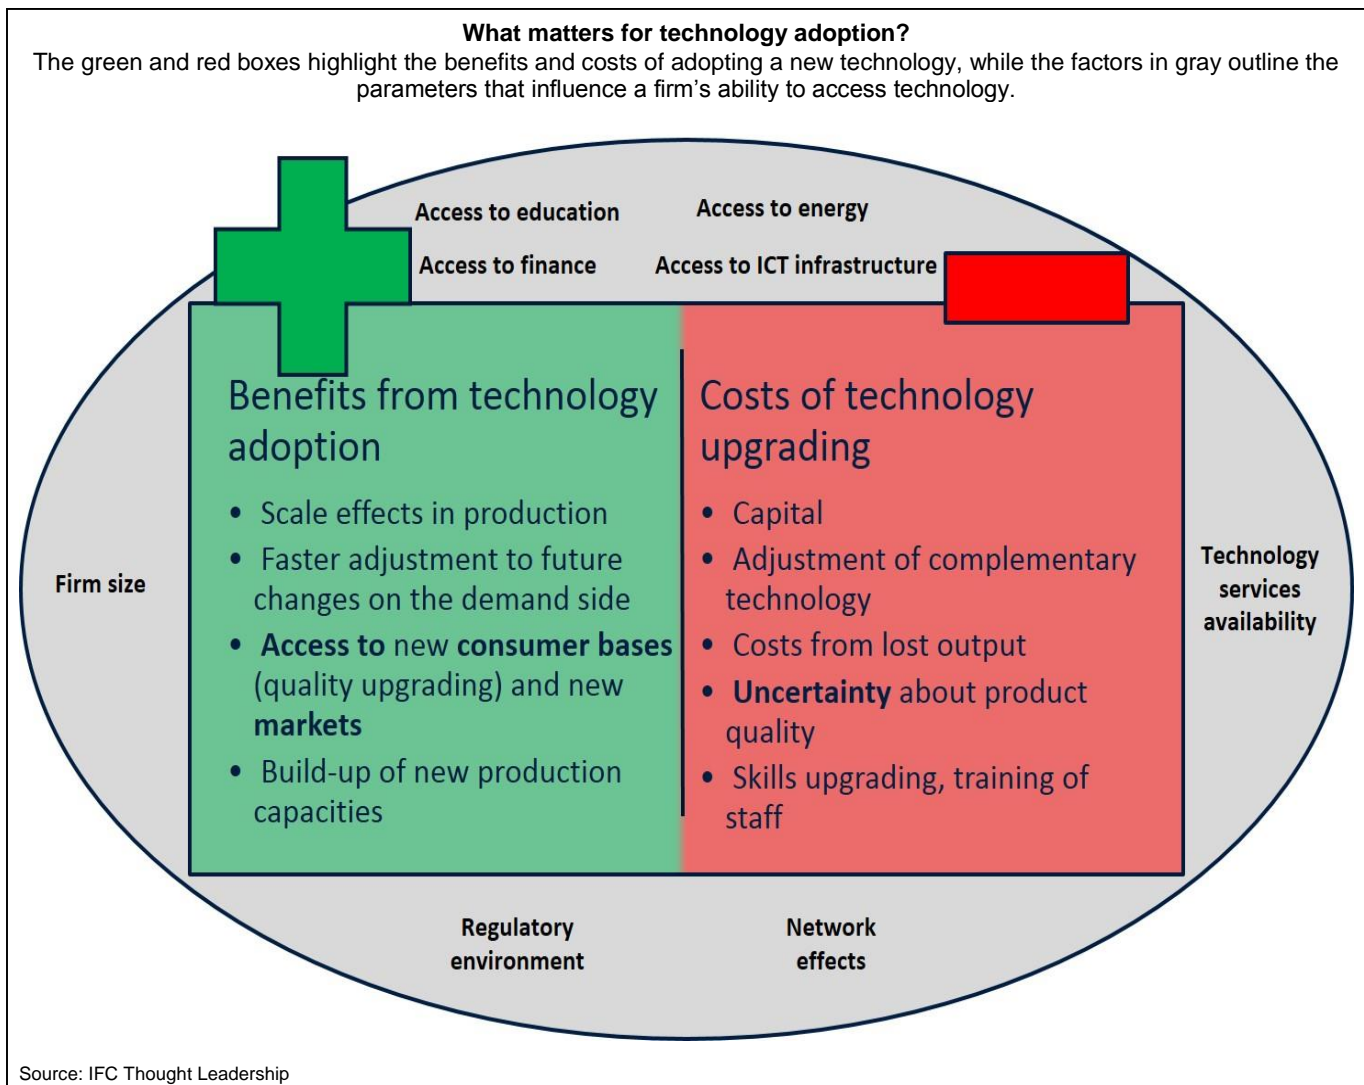 What matters for technology adoption?
The green and red boxes highlight the benefits and costs of adopting a new technology, while the factors in gray outline the
parameters that influence a firm's ability to access technology.
Access to education
Access to energy
Access to finance
Access to ICT infrastructure
Firm size
Benefits from technology
adoption
• Scale effects in production
• Faster adjustment to future
changes on the demand side
• Access to new consumer bases
(quality upgrading) and new
markets
• Build-up of new production
capacities
Costs of technology
upgrading
• Capital
• Adjustment of complementary
technology
• Costs from lost output
• Uncertainty about product
quality
• Skills upgrading, training of
staff
Technology
services
availability
Regulatory
environment
Network
effects
Source: IFC Thought Leadership